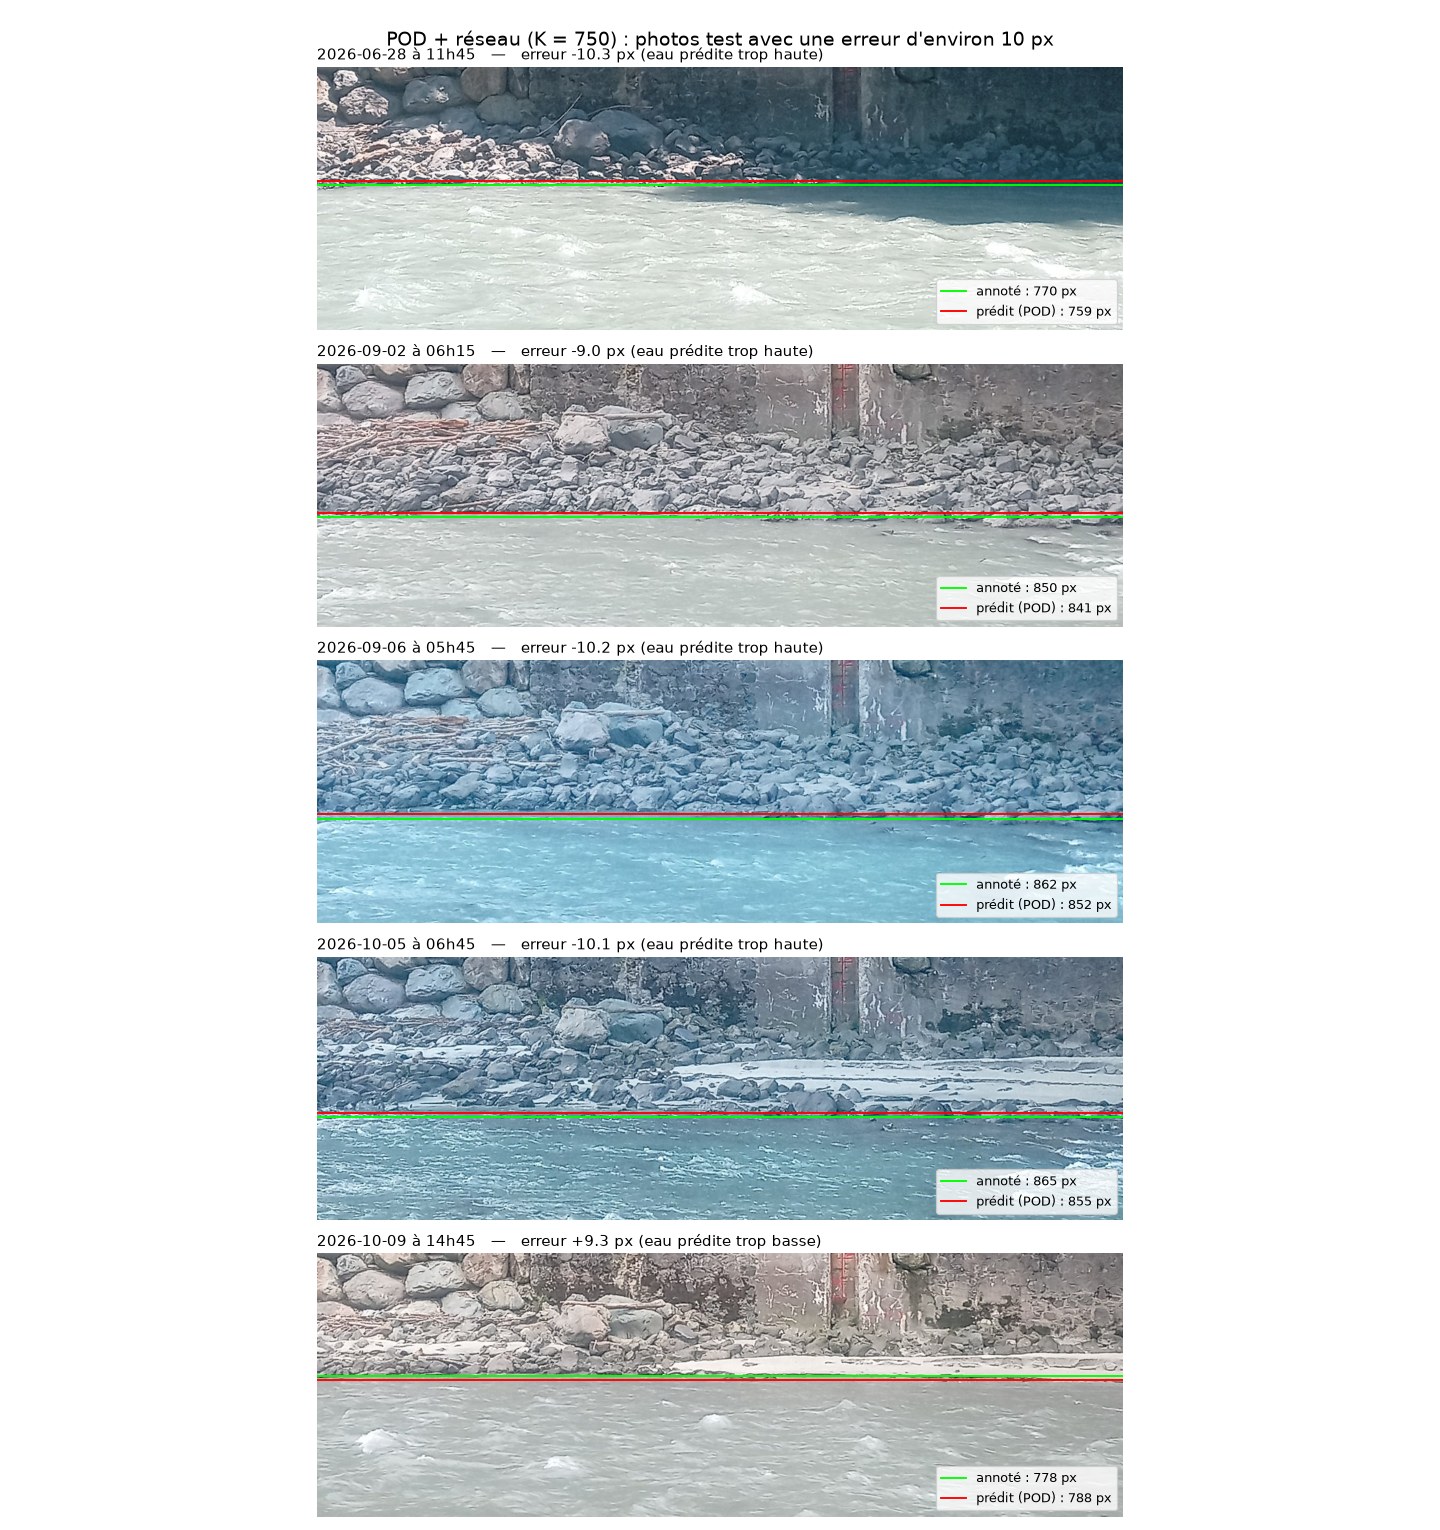 POD + réseau (K = 750) : photos test avec une erreur d'environ 10 px
2026-06-28 à 11h45 — erreur -10.3 px (eau prédite trop haute)
annoté : 770 px
prédit (POD) : 759 px
2026-09-02 à 06h15 — erreur -9.0 px (eau prédite trop haute)
annoté : 850 px
prédit (POD) : 841 px
2026-09-06 à 05h45 — erreur -10.2 px (eau prédite trop haute)
annoté : 862 px
prédit (POD) : 852 px
2026-10-05 à 06h45 — erreur -10.1 px (eau prédite trop haute)
annoté : 865 px
prédit (POD) : 855 px
2026-10-09 à 14h45 — erreur +9.3 px (eau prédite trop basse)
annoté : 778 px
prédit (POD) : 788 px